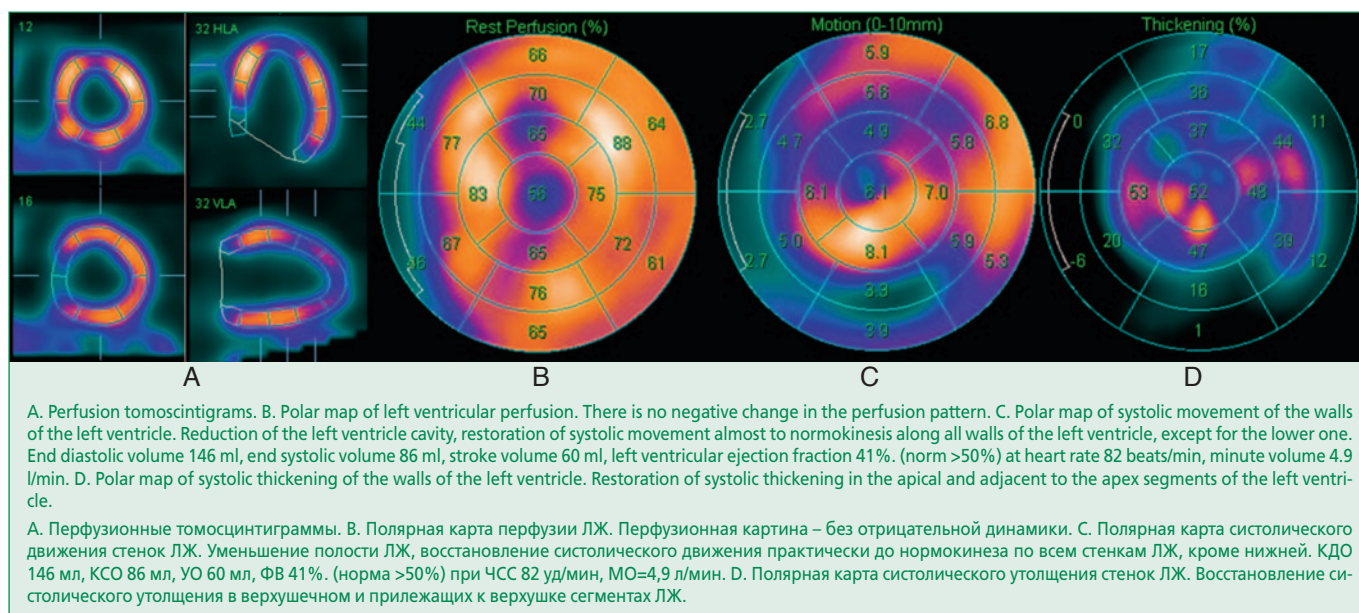 12
32 HLA
Rest Perfusion (%)
Motion (0-10mm)
Thickening (%)
66
70
65
44
77
88
64
83
56
75
46
67
72
61
65
76
65
5.9
5.6
4.9
2.7
4.7
5.8
6.8
6.1
6.1
7.0
2.7
5.0
5.9
5.3
8.1
3.3
3.9
17
36
37
0
32
44
11
53
52
48
-6
20
39
12
47
16
1
16
32 VLA
A
B
C
D
A. Perfusion tomoscintigrams. B. Polar map of left ventricular perfusion. There is no negative change in the perfusion pattern. C. Polar map of systolic movement of the walls
of the left ventricle. Reduction of the left ventricle cavity, restoration of systolic movement almost to normokinesis along all walls of the left ventricle, except for the lower one.
End diastolic volume 146 ml, end systolic volume 86 ml, stroke volume 60 ml, left ventricular ejection fraction 41%. (norm >50%) at heart rate 82 beats/min, minute volume 4.9
l/min. D. Polar map of systolic thickening of the walls of the left ventricle. Restoration of systolic thickening in the apical and adjacent to the apex segments of the left ventri-
cle.
А. Перфузионные томосцинтиграммы. В. Полярная карта перфузии ЛЖ. Перфузионная картина – без отрицательной динамики. С. Полярная карта систолического
движения стенок ЛЖ. Уменьшение полости ЛЖ, восстановление систолического движения практически до нормокинеза по всем стенкам ЛЖ, кроме нижней. КДО
146 мл, КСО 86 мл, УО 60 мл, ФВ 41%. (норма >50%) при ЧСС 82 уд/мин, МО=4,9 л/мин. D. Полярная карта систолического утолщения стенок ЛЖ. Восстановление си-
столического утолщения в верхушечном и прилежащих к верхушке сегментах ЛЖ.